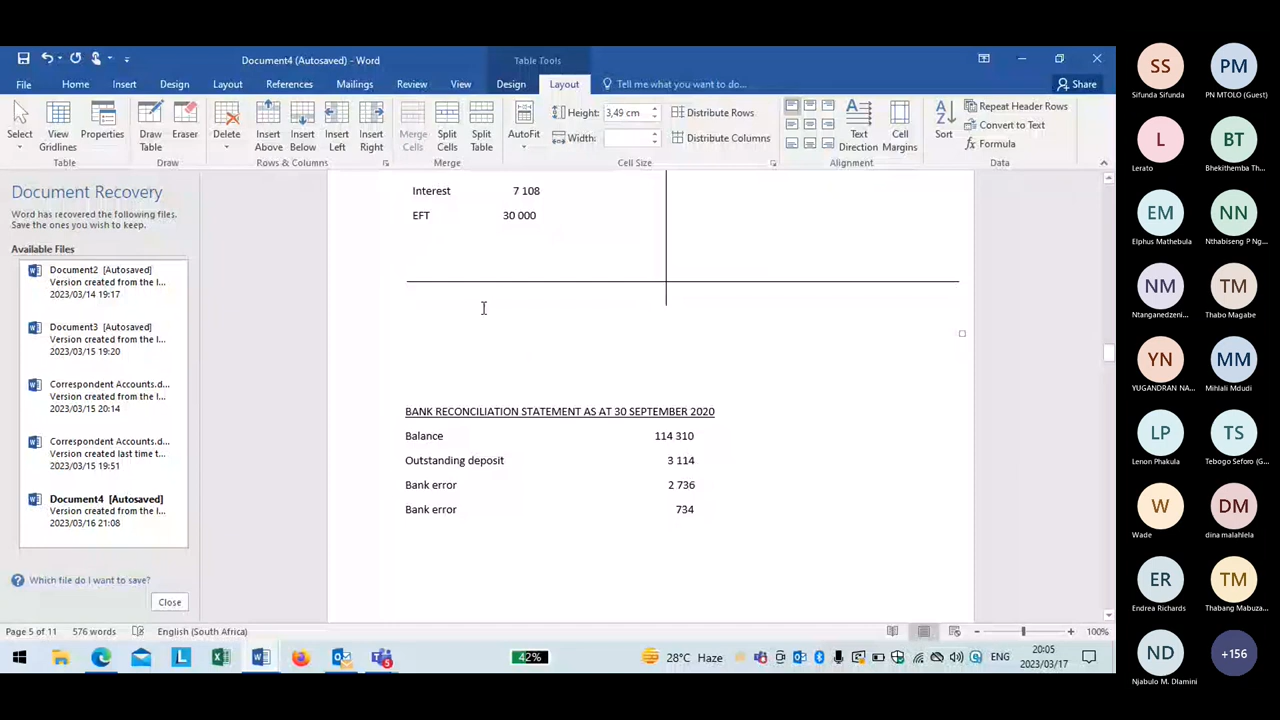 Document4 (Autosaved) - Word
Table Tools
File Home Insert Design Layout References Mailings Review View Design Layout Tell me what you want to do... Share
Select View Gridlines Properties Draw Table Eraser Delete Insert Above Insert Below Insert Left Insert Right Merge Cells Split Cells Split Table AutoFit Height: 3,49 cm Width: Distribute Rows Distribute Columns Text Direction Cell Margins Sort Repeat Header Rows Convert to Text Formula
Table Draw Rows & Columns Merge Cell Size Alignment Data
Document Recovery
Word has recovered the following files.
Save the ones you wish to keep.
Available Files
Document2 [Autosaved]
Version created from the l...
2023/03/14 19:17
Document3 [Autosaved]
Version created from the l...
2023/03/15 19:20
Correspondent Accounts.d...
Version created from the l...
2023/03/15 20:14
Correspondent Accounts.d...
Version created last time t...
2023/03/15 19:51
Document4 [Autosaved]
Version created from the l...
2023/03/16 21:08
Which file do I want to save?
Close
Interest 7 108
EFT 30 000
BANK RECONCILIATION STATEMENT AS AT 30 SEPTEMBER 2020
Balance 114 310
Outstanding deposit 3 114
Bank error 2 736
Bank error 734
Page 5 of 11 576 words English (South Africa) 100%
42% 28°C Haze ENG 20:05
2023/03/17
SS PM
Sifunda Sifunda PN MTOLO (Guest)
L BT
Lerato Bhekithemba Th...
EM NN
Elphus Mathebula Nthabiseng P Ng...
NM TM
Ntanganedzeni... Thabo Magabe
YN MM
YUGANDRAN NA... Mihlali Mdudi
LP TS
Lenon Phakula Tebogo Seforo (G...
W DM
Wade dina malahlela
ER TM
Endrea Richards Thabang Mabuza...
ND +156
Njabulo M. Dlamini